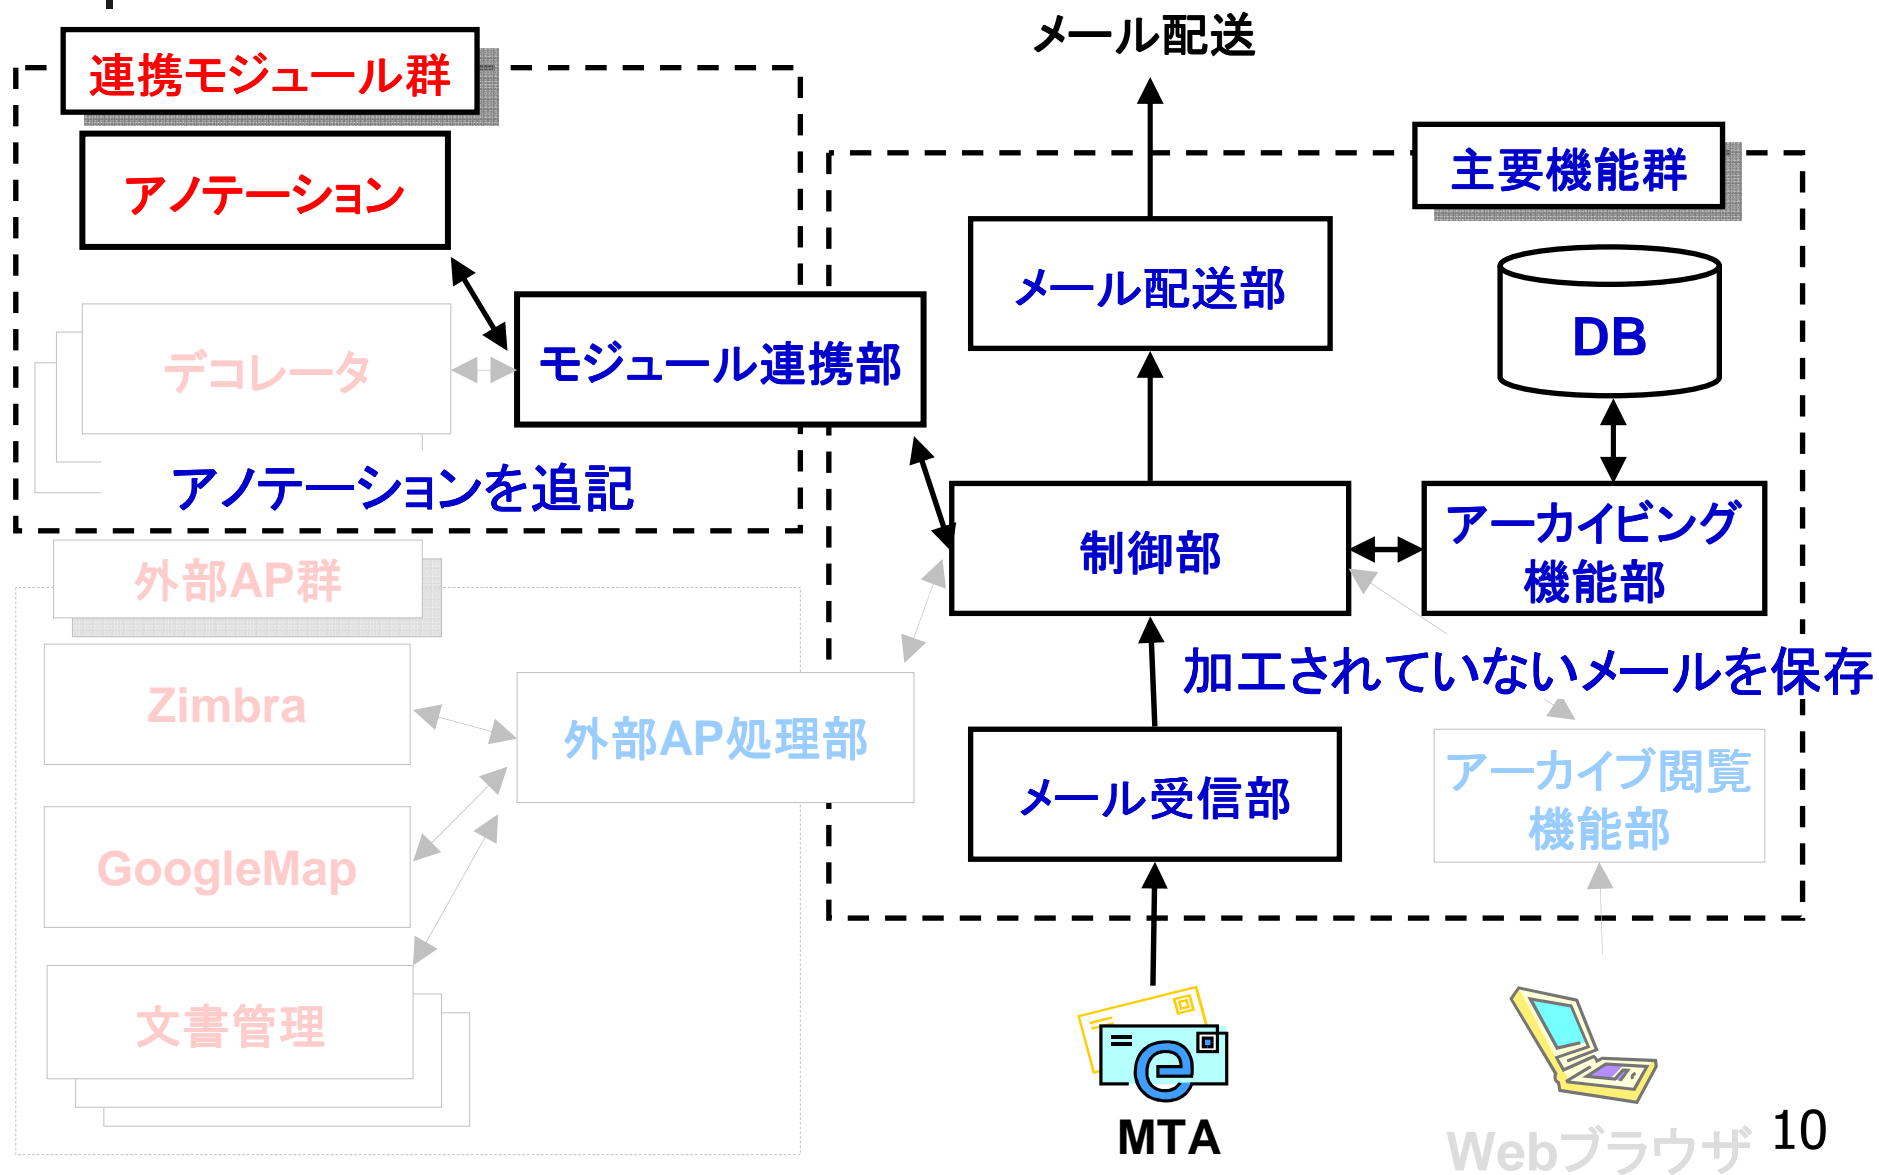 メール配送
連携モジュール群
アノテーション
主要機能群
メール配送部
DB
デコレータ
モジュール連携部
アノテーションを追記
制御部
アーカイビング
機能部
外部AP群
加工されていないメールを保存
Zimbra
外部AP処理部
メール受信部
アーカイブ閲覧
機能部
GoogleMap
文書管理
MTA
Webブラウザ
10